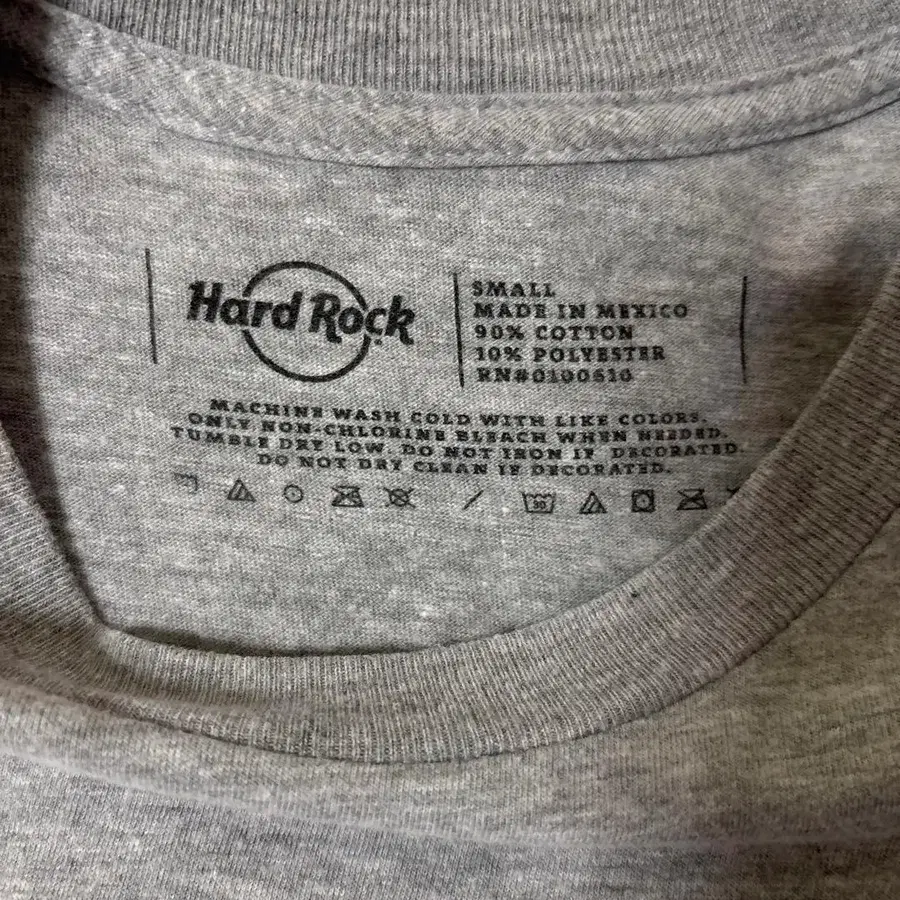 Hard Rock
SMALL
MADE IN MEXICO
90% COTTON
10% POLYESTER
RN#0100610
MACHINE WASH COLD WITH LIKE COLORS.
ONLY NON-CHLORINE BLEACH WHEN NEEDED.
TUMBLE DRY LOW. DO NOT IRON IF DECORATED.
DO NOT DRY CLEAN IF DECORATED.
30